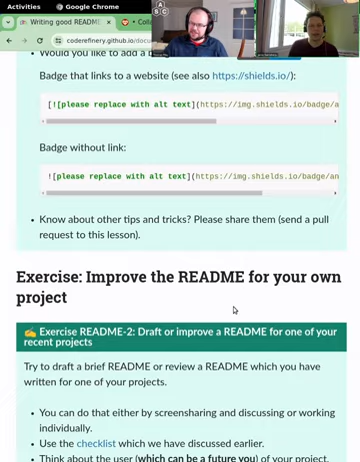 Activities Google Chrome
Writing good README
Collab
coderefinery.github.io/docum
Would you like to add a b
Badge that links to a website (see also https://shields.io/):
[![please replace with alt text](https://img.shields.io/badge/an
Badge without link:
![please replace with alt text](https://img.shields.io/badge/an
Know about other tips and tricks? Please share them (send a pull
request to this lesson).
Exercise: Improve the README for your own
project
✍️ Exercise README-2: Draft or improve a README for one of your
recent projects
Try to draft a brief README or review a README which you have
written for one of your projects.
You can do that either by screensharing and discussing or working
individually.
Use the checklist which we have discussed earlier.
Think about the user (which can be a future you) of your project,